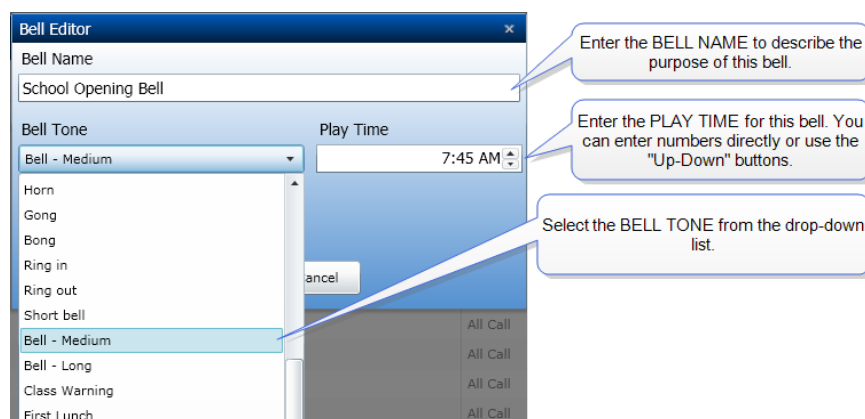 Bell Editor
Bell Name
School Opening Bell
Bell Tone
Play Time
Bell - Medium
7:45 AM
Horn
Gong
Bong
Ring in
Ring out
Short bell
Bell - Medium
Bell - Long
Class Warning
First Lunch
ancel
All Call
All Call
All Call
All Call
Enter the BELL NAME to describe the
purpose of this bell.
Enter the PLAY TIME for this bell. You
can enter numbers directly or use the
"Up-Down" buttons.
Select the BELL TONE from the drop-down
list.